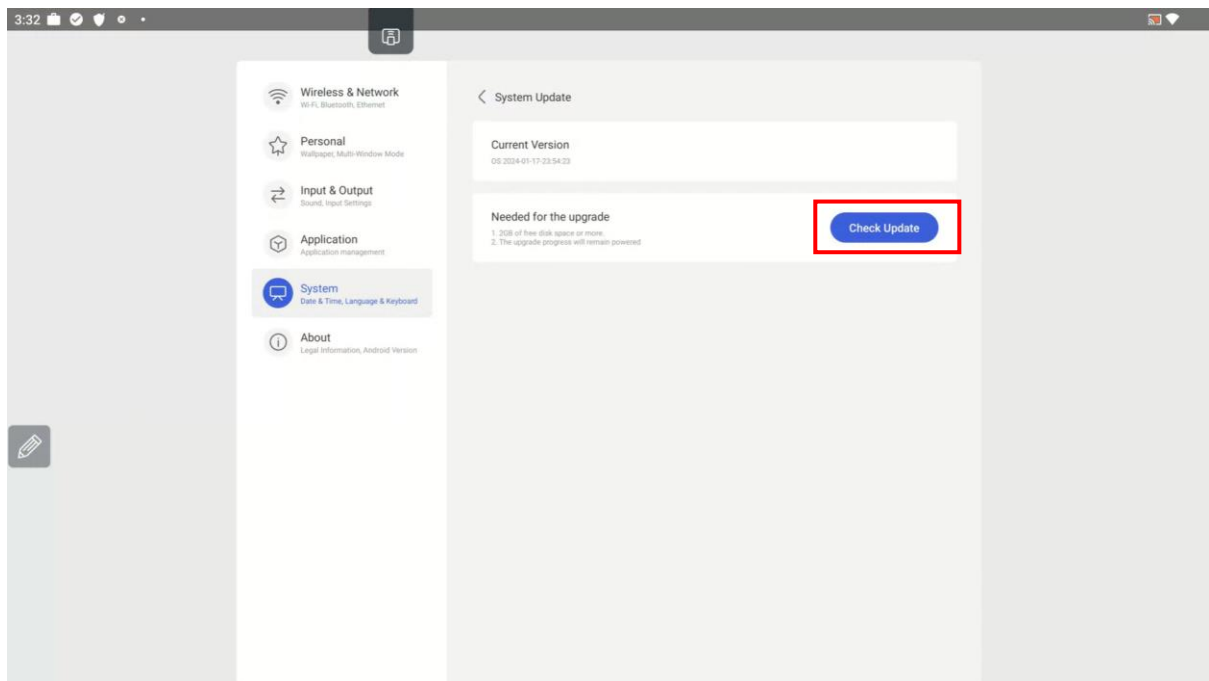 3:32
Wireless & Network
Wi-Fi, Bluetooth, Ethernet
Personal
Wallpaper, Multi-Window Mode
Input & Output
Sound, Input Settings
Application
Application management
System
Date & Time, Language & Keyboard
About
Legal Information, Android Version
System Update
Current Version
OS 2024-01-17-23:54:23
Needed for the upgrade
1. 2GB of free disk space or more.
2. The upgrade progress will remain powered
Check Update